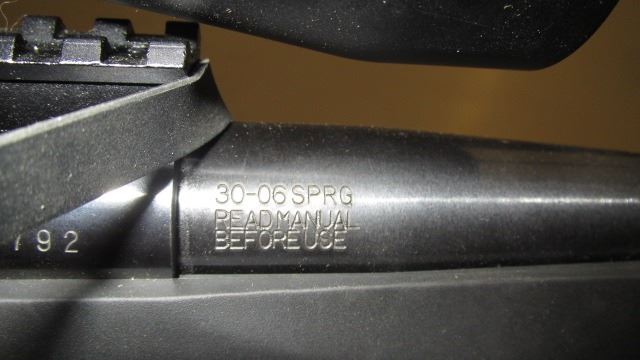 30-06 SPRG
READ MANUAL
BEFORE USE
792